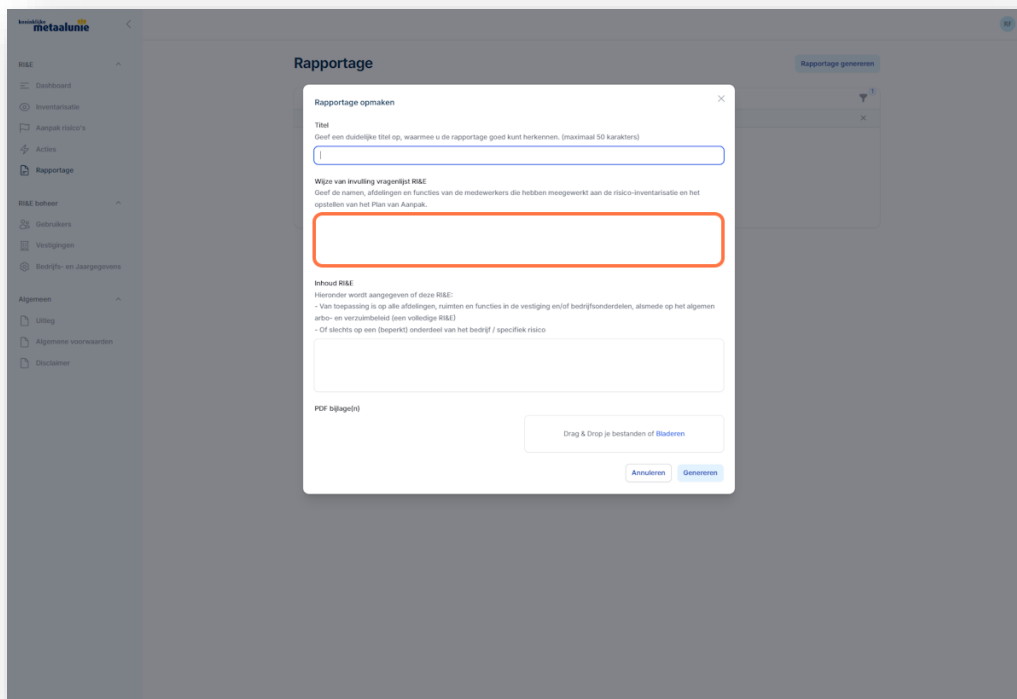 koninklijke
metaalunie
RI&E
Dashboard
Inventarisatie
Aanpak risico's
Acties
Rapportage
RI&E beheer
Gebruikers
Vestigingen
Bedrijfs- en Jaargegevens
Algemeen
Uitleg
Algemene voorwaarden
Disclaimer
Rapportage
Rapportage genereren
1
Rapportage opmaken
Titel
Geef een duidelijke titel op, waarmee u de rapportage goed kunt herkennen. (maximaal 50 karakters)
Wijze van invulling vragenlijst RI&E
Geef de namen, afdelingen en functies van de medewerkers die hebben meegewerkt aan de risico-inventarisatie en het
opstellen van het Plan van Aanpak.
Inhoud RI&E
Hieronder wordt aangegeven of deze RI&E:
- Van toepassing is op alle afdelingen, ruimten en functies in de vestiging en/of bedrijfsonderdelen, alsmede op het algemen
arbo- en verzuimbeleid (een volledige RI&E)
- Of slechts op een (beperkt) onderdeel van het bedrijf / specifiek risico
PDF bijlage(n)
Drag & Drop je bestanden of Bladeren
Annuleren
Genereren